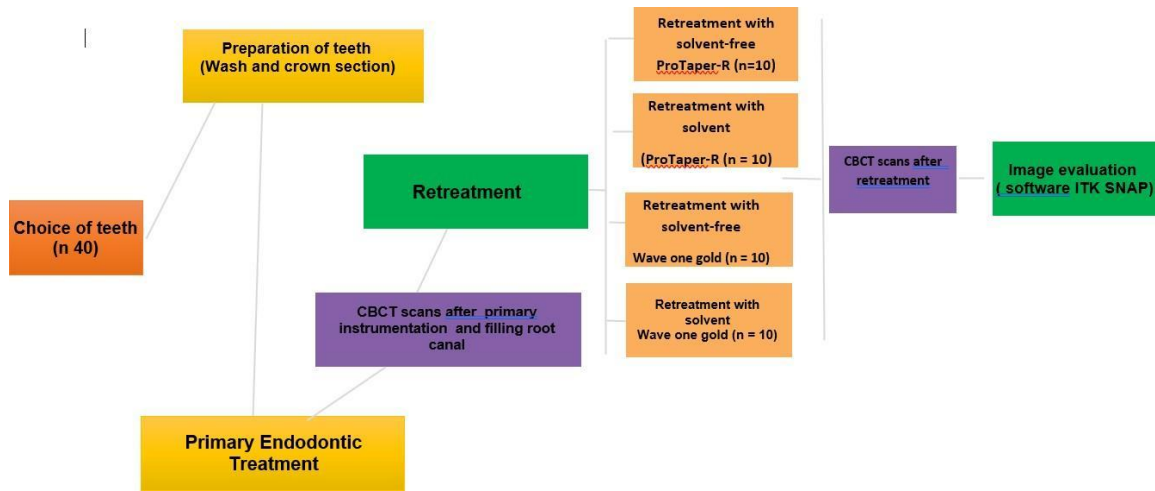 Choice of teeth
(n 40)
Preparation of teeth
(Wash and crown section)
Primary Endodontic
Treatment
CBCT scans after primary
instrumentation and filling root
canal
Retreatment
Retreatment with
solvent-free
ProTaper-R (n=10)
Retreatment with
solvent
(ProTaper-R (n = 10)
Retreatment with
solvent-free
Wave one gold (n = 10)
Retreatment with
solvent
Wave one gold (n = 10)
CBCT scans after
retreatment
Image evaluation
( software ITK SNAP)